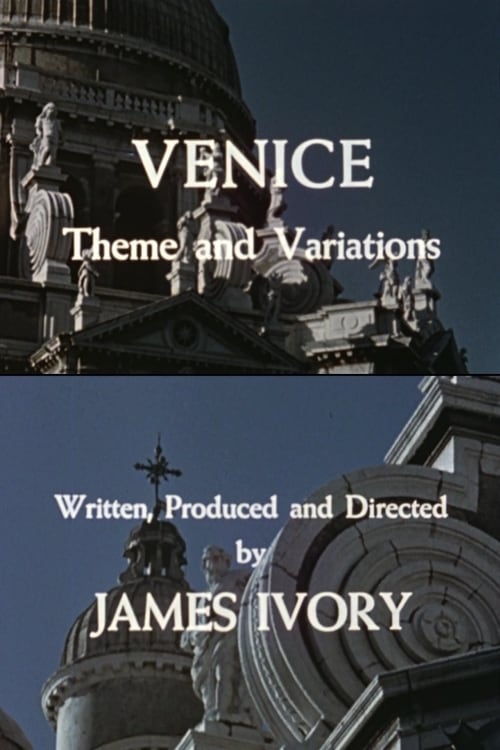 VENICE
Theme and Variations
Written, Produced and Directed
by
JAMES IVORY